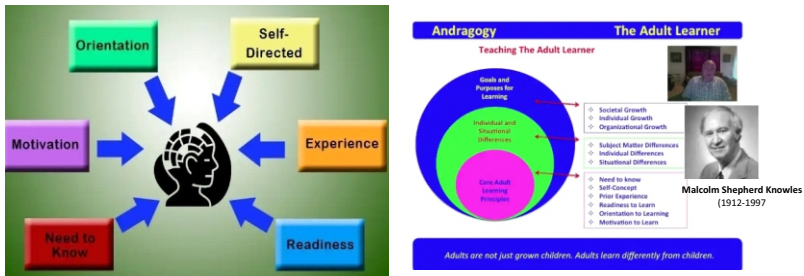 Orientation
Self-
Directed
Motivation
Experience
Need to
Know
Readiness
Andragogy
The Adult Learner
Teaching The Adult Learner
Goals and
Purposes for
Learning
Individual and
Situational
Differences
Core Adult
Learning
Principles
Societal Growth
Individual Growth
Organizational Growth
Subject Matter Differences
Individual Differences
Situational Differences
Need to know
Self-Concept
Prior Experience
Readiness to Learn
Orientation to Learning
Motivation to Learn
Malcolm Shepherd Knowles
(1912-1997
Adults are not just grown children. Adults learn differently from children.